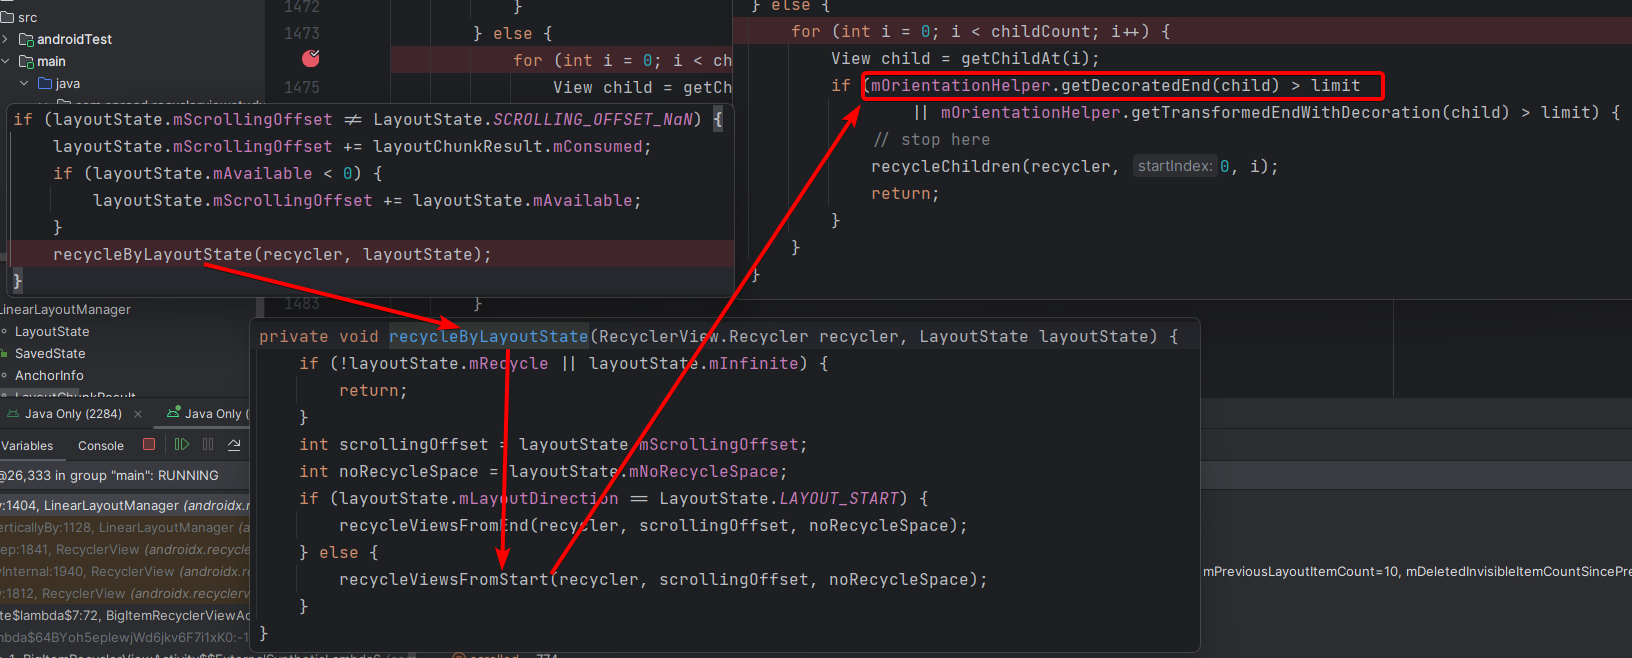 src
androidTest
main
java
1472
}
1473
} else {
for (int i = 0; i < ch
1475
View child = getCh
} else {
for (int i = 0; i < childCount; i++) {
View child = getChildAt(i);
if (mOrientationHelper.getDecoratedEnd(child) > limit
|| mOrientationHelper.getTransformedEndWithDecoration(child) > limit) {
// stop here
recycleChildren(recycler, startIndex: 0, i);
return;
}
}
}
if (layoutState.mScrollingOffset != LayoutState.SCROLLING_OFFSET_NaN) {
layoutState.mScrollingOffset += layoutChunkResult.mConsumed;
if (layoutState.mAvailable < 0) {
layoutState.mScrollingOffset += layoutState.mAvailable;
}
recycleByLayoutState(recycler, layoutState);
}
1483
}
LinearLayoutManager
LayoutState
SavedState
AnchorInfo
LayoutChunkResult
private void recycleByLayoutState(RecyclerView.Recycler recycler, LayoutState layoutState) {
if (!layoutState.mRecycle || layoutState.mInfinite) {
return;
}
int scrollingOffset = layoutState.mScrollingOffset;
int noRecycleSpace = layoutState.mNoRecycleSpace;
if (layoutState.mLayoutDirection == LayoutState.LAYOUT_START) {
recycleViewsFromEnd(recycler, scrollingOffset, noRecycleSpace);
} else {
recycleViewsFromStart(recycler, scrollingOffset, noRecycleSpace);
}
}
Java Only (2284)
Java Only (
Variables
Console
@26,333 in group "main": RUNNING
y:1404, LinearLayoutManager (androidx.r
erticallyBy:1128, LinearLayoutManager (a
ep:1841, RecyclerView (androidx.recycle
yInternal:1940, RecyclerView (androidx.re
y:1812, RecyclerView (androidx.recyclerv
te$lambda$7:72, BigItemRecyclerViewAc
mbda$64BYoh5eplewjWd6jkv6F7i1xK0:-1
mPreviousLayoutItemCount=10, mDeletedInvisibleItemCountSincePre